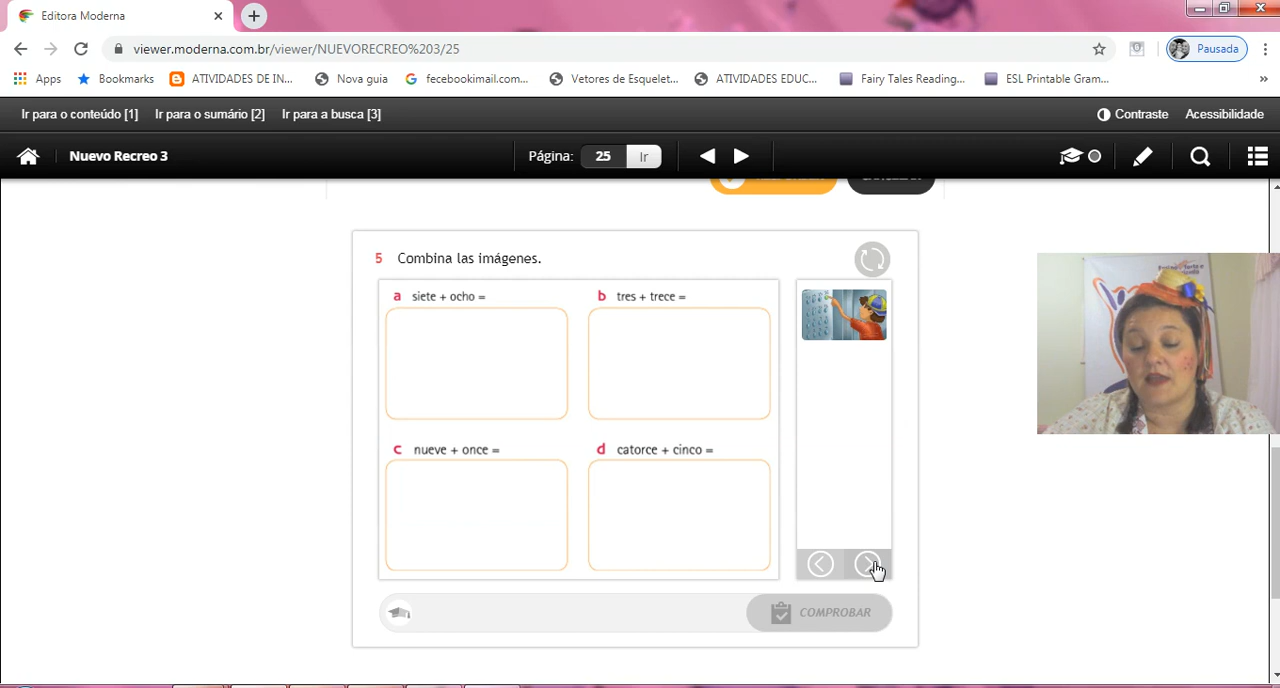 Editora Moderna
viewer.moderna.com.br/viewer/NUEVORECREO%203/25
Pausada
Apps Bookmarks ATIVIDADES DE IN... Nova guia fecebookimail.com... Vetores de Esquelet... ATIVIDADES EDUC... Fairy Tales Reading... ESL Printable Gram... »
Ir para o conteúdo [1] Ir para o sumário [2] Ir para a busca [3] Contraste Acessibilidade
Nuevo Recreo 3 Página: 25 Ir
5 Combina las imágenes.
a siete + ocho = b tres + trece =
c nueve + once = d catorce + cinco =
COMPROBAR